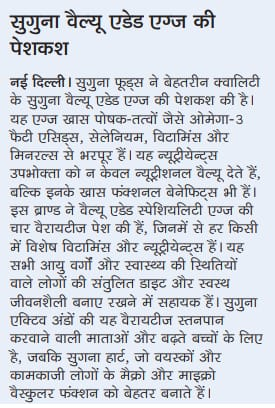 सुगुना वैल्यू एडेड एग्ज की
पेशकश
नई दिल्ली। सुगुना फूड्स ने बेहतरीन क्वालिटी
के सुगुना वैल्यू एडेड एग्ज की पेशकश की है।
यह एग्ज खास पोषक-तत्वों जैसे ओमेगा-3
फैटी एसिड्स, सेलेनियम, विटामिंस और
मिनरल्स से भरपूर हैं। यह न्यूट्रीयेन्ट्स
उपभोक्ता को न केवल न्यूट्रीशनल वैल्यू देते हैं,
बल्कि इनके खास फंक्शनल बेनेफिट्स भी हैं।
इस ब्राण्ड ने वैल्यू एडेड स्पेशियलिटी एग्ज की
चार वैरायटीज पेश की हैं, जिनमें से हर किसी
में विशेष विटामिंस और न्यूट्रीयेन्ट्स हैं। यह
सभी आयु वर्गों और स्वास्थ्य की स्थितियों
वाले लोगों की संतुलित डाइट और स्वस्थ
जीवनशैली बनाए रखने में सहायक हैं। सुगुना
एक्टिव अंडों की यह वैरायटीज स्तनपान
करवाने वाली माताओं और बढ़ते बच्चों के लिए
है, जबकि सुगना हार्ट, जो वयस्कों और
कामकाजी लोगों के मैक्रो और माइक्रो
वैस्कुलर फंक्शन को बेहतर बनाते हैं।